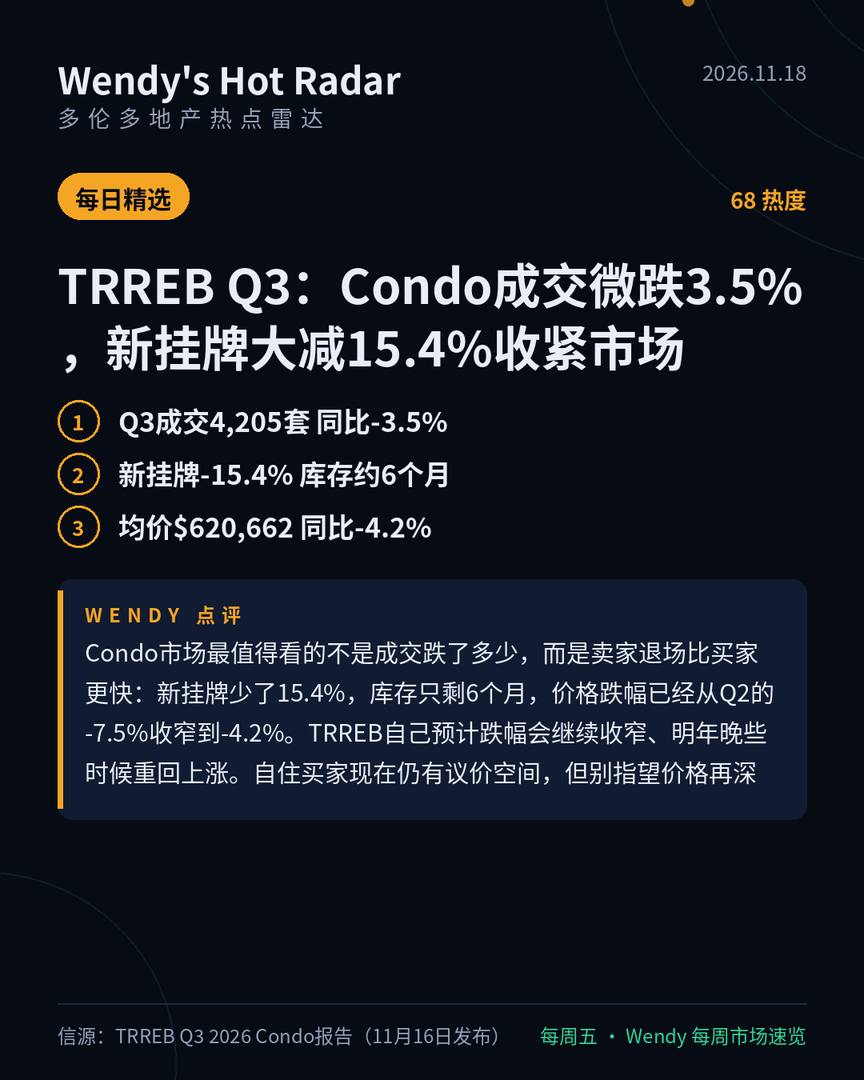 Wendy's Hot Radar
2026.11.18
多伦多地产热点雷达
每日精选
68 热度
TRREB Q3：Condo成交微跌3.5%
，新挂牌大减15.4%收紧市场
1 Q3成交4,205套 同比-3.5%
2 新挂牌-15.4% 库存约6个月
3 均价$620,662 同比-4.2%
WENDY 点评
Condo市场最值得看的不是成交跌了多少，而是卖家退场比买家
更快：新挂牌少了15.4%，库存只剩6个月，价格跌幅已经从Q2的
-7.5%收窄到-4.2%。TRREB自己预计跌幅会继续收窄、明年晚些
时候重回上涨。自住买家现在仍有议价空间，但别指望价格再深
信源：TRREB Q3 2026 Condo报告（11月16日发布）
每周五 · Wendy 每周市场速览